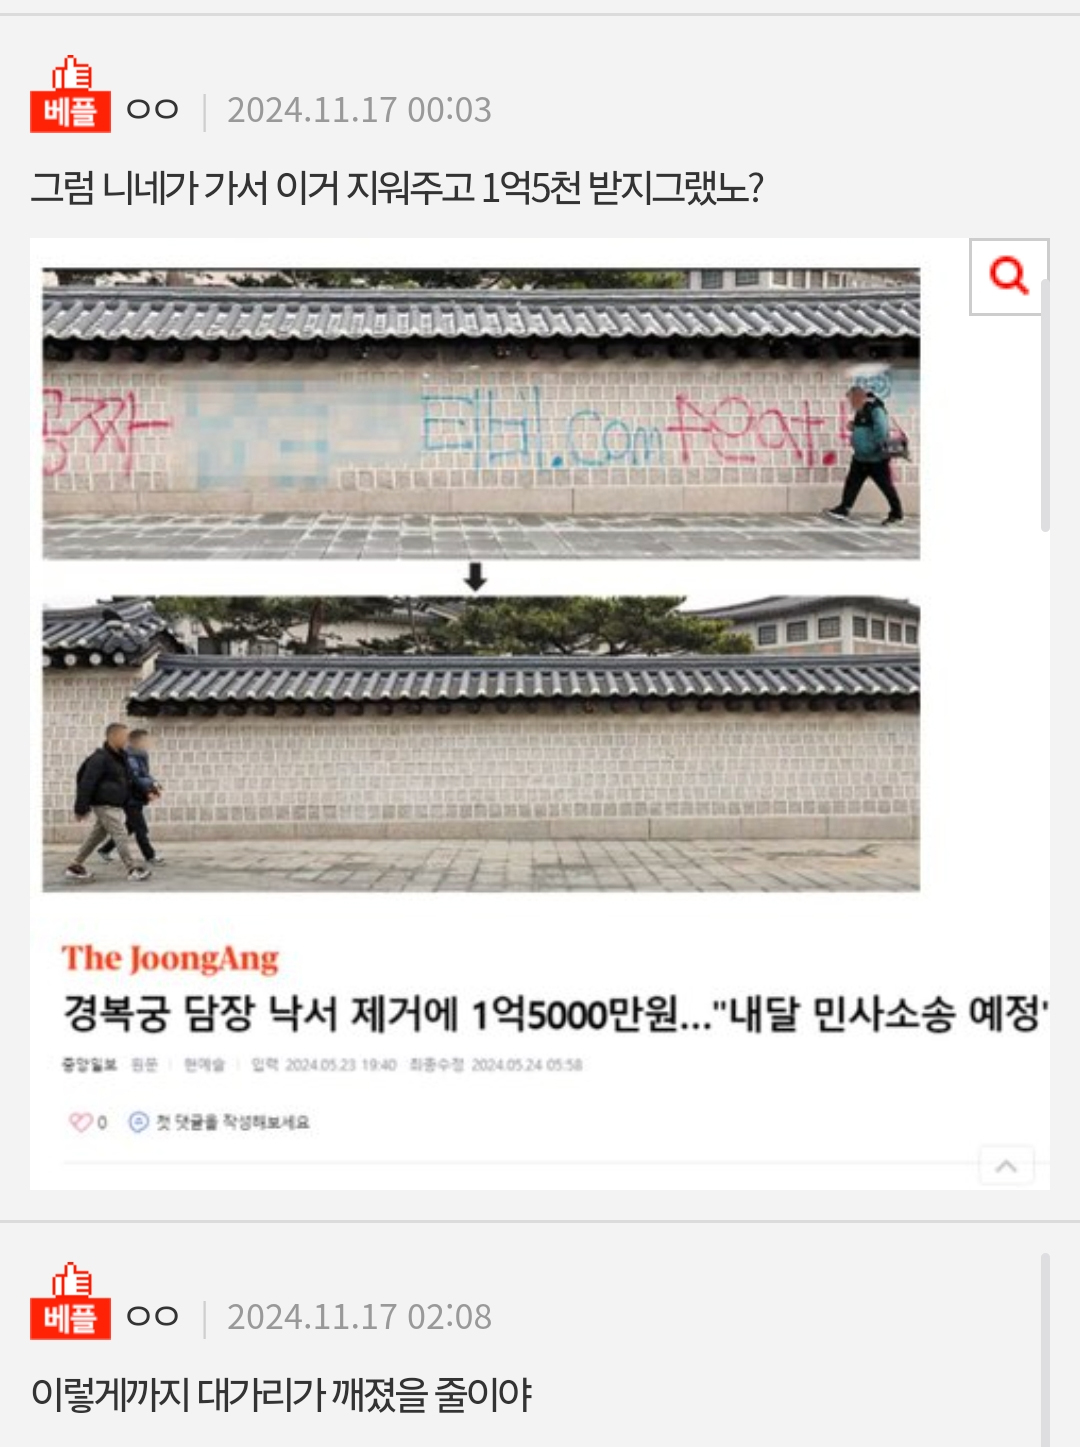 베플 ㅇㅇ | 2024.11.17 00:03
그럼 니네가 가서 이거 지워주고 1억5천 받지그랬노?
공짜 티비.com feat.
The JoongAng
경복궁 담장 낙서 제거에 1억5000만원..."내달 민사소송 예정'
중앙일보 원문 | 현예슬 | 입력 2024.05.23 19:40 최종수정 2024.05.24 05:58
0 첫 댓글을 작성해보세요
베플 ㅇㅇ | 2024.11.17 02:08
이렇게까지 대가리가 깨졌을 줄이야